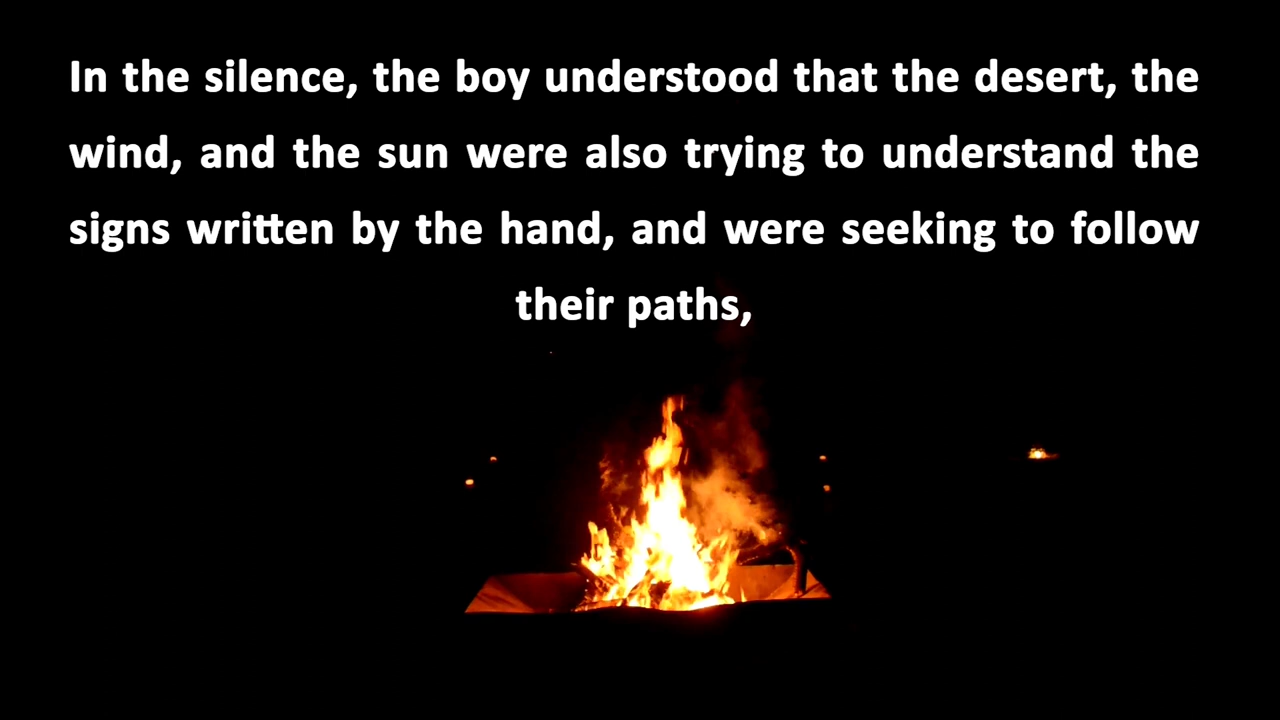 In the silence, the boy understood that the desert, the
wind, and the sun were also trying to understand the
signs written by the hand, and were seeking to follow
their paths,